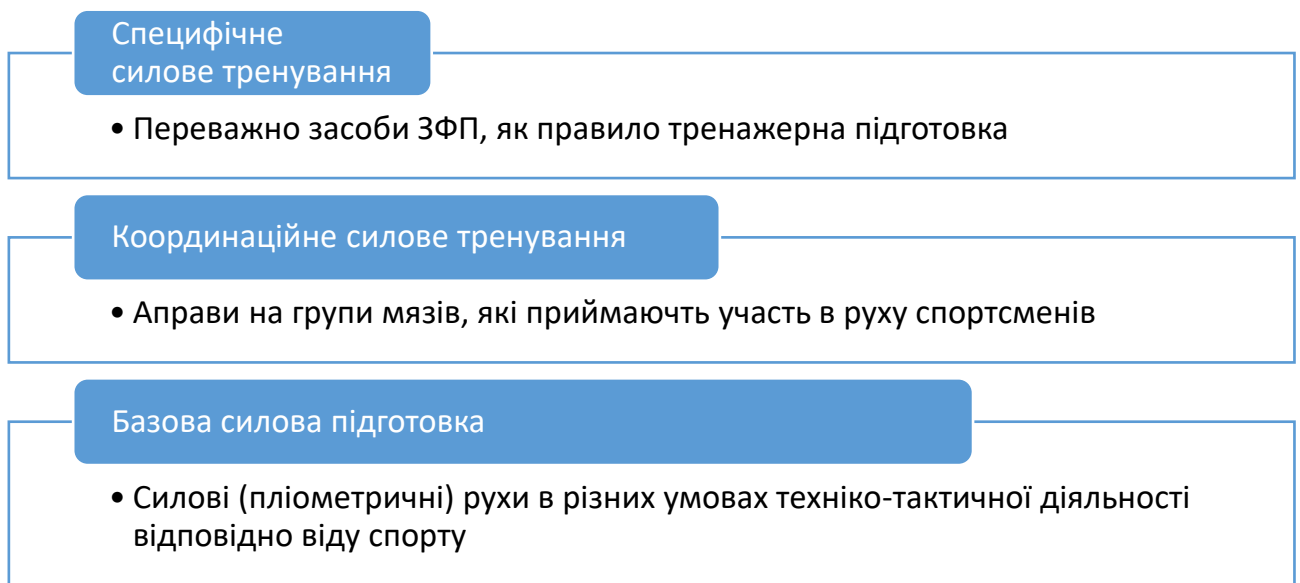 Специфічне
силове тренування
• Переважно засоби ЗФП, як правило тренажерна підготовка
Координаційне силове тренування
• Аправи на групи мязів, які приймаючть участь в руху спортсменів
Базова силова підготовка
• Силові (пліометричні) рухи в різних умовах техніко-тактичної діяльності
відповідно віду спорту